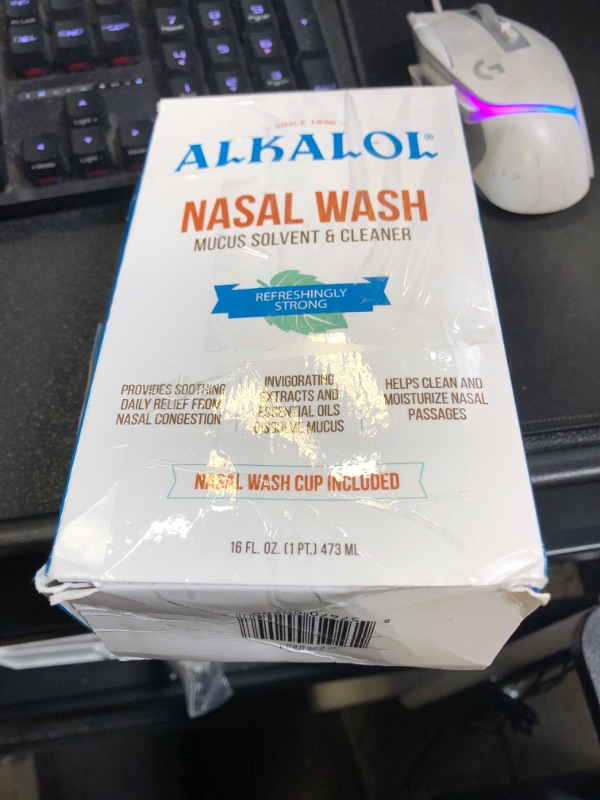 SINCE 1896
ALKALOL®
NASAL WASH
MUCUS SOLVENT & CLEANER
REFRESHINGLY
STRONG
PROVIDES SOOTHING
DAILY RELIEF FROM
NASAL CONGESTION
INVIGORATING
EXTRACTS AND
ESSENTIAL OILS
DISSOLVE MUCUS
HELPS CLEAN AND
MOISTURIZE NASAL
PASSAGES
NASAL WASH CUP INCLUDED
16 FL. OZ. (1 PT.) 473 ML